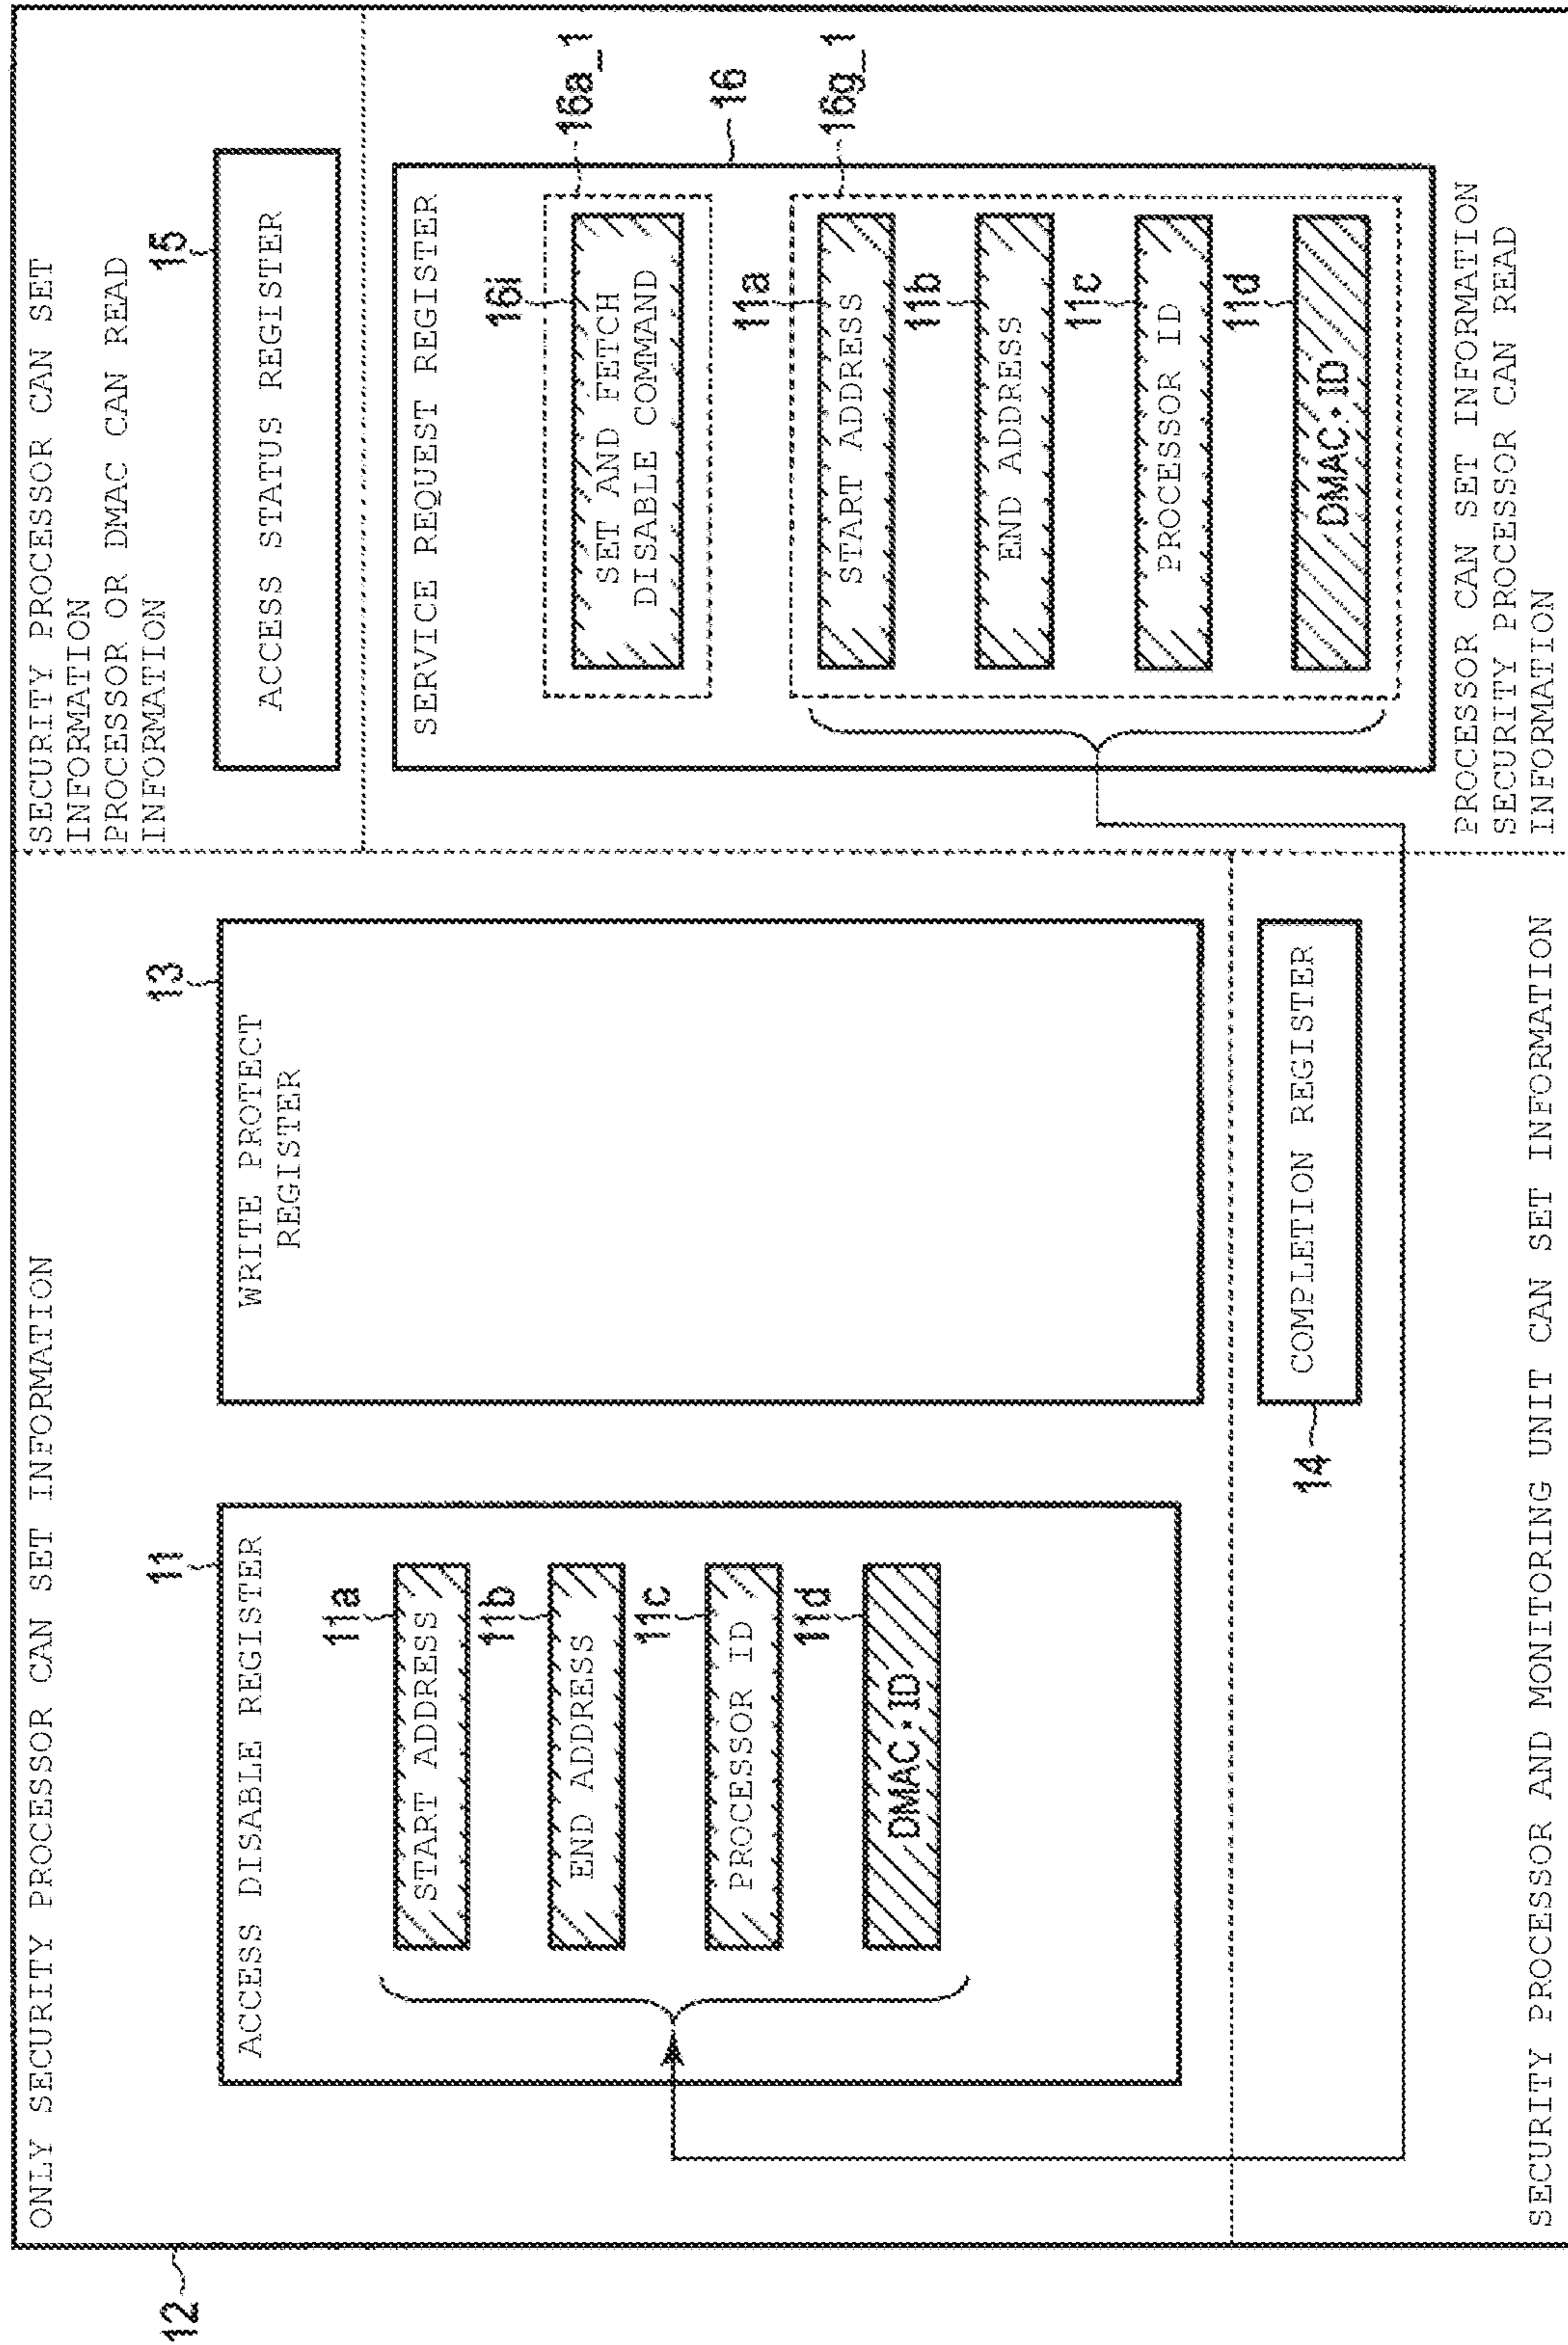 12
ONLY SECURITY PROCESSOR CAN SET INFORMATION
11
ACCESS DISABLE REGISTER
11a
START ADDRESS
11b
END ADDRESS
11c
PROCESSOR ID
11d
DMAC•ID
13
WRITE PROTECT
REGISTER
14
COMPLETION REGISTER
SECURITY PROCESSOR AND MONITORING UNIT CAN SET INFORMATION
SECURITY PROCESSOR CAN SET
INFORMATION
PROCESSOR OR DMAC CAN READ
INFORMATION
15
ACCESS STATUS REGISTER
SERVICE REQUEST REGISTER
16
16a_1
16i
SET AND FETCH
DISABLE COMMAND
16g_1
11a
START ADDRESS
11b
END ADDRESS
11c
PROCESSOR ID
11d
DMAC•ID
PROCESSOR CAN SET INFORMATION
SECURITY PROCESSOR CAN READ
INFORMATION